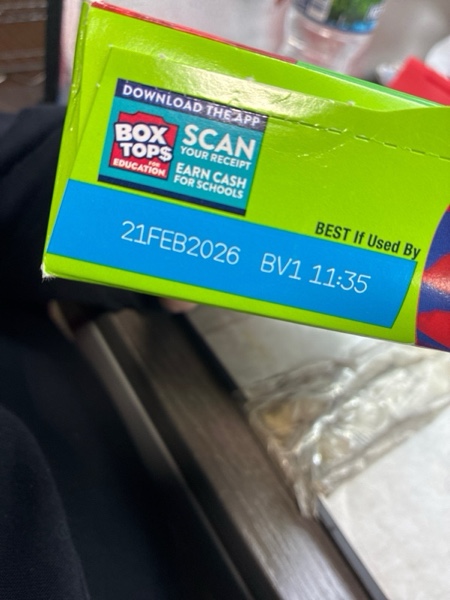 DOWNLOAD THE APP
BOX
TOPS
FOR
EDUCATION
SCAN
YOUR RECEIPT
EARN CASH
FOR SCHOOLS
BEST If Used By
21FEB2026 BV1 11:35